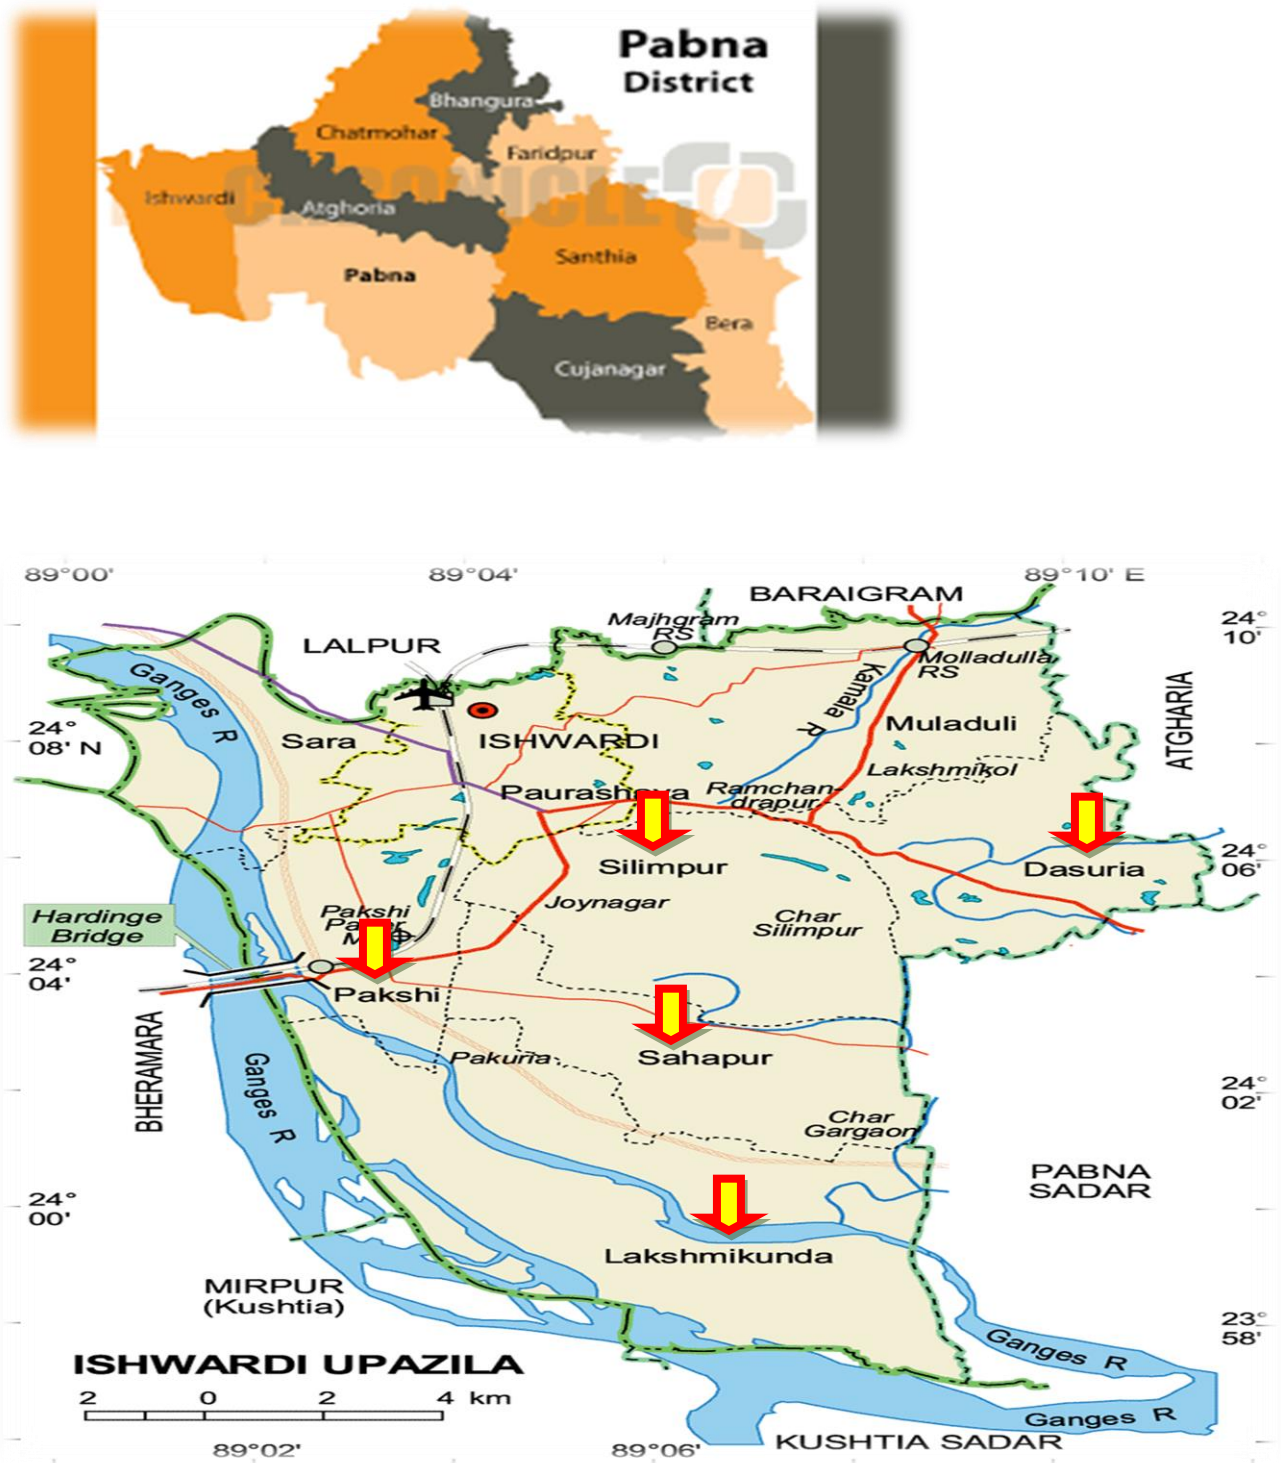 Pabna
District
Bhangura
Chatmohar
Faridpur
Ishwardi
CHRONICLE
Atghoria
Santhia
Pabna
Bera
Cujanagar
89°00'
89°04'
89°10' E
BARAIGRAM
Majhgram
RS
24°
10'
LALPUR
Molladulla
RS
Ganges R
Kamala R
ATGHARIA
24°
08' N
Sara
ISHWARDI
Muladuli
Lakshmikol
Paurashava
Ramchan-
drapur
Silimpur
Dasuria
24°
06'
Joynagar
Hardinge
Bridge
Pakshi
Paper
M
Char
Silimpur
24°
04'
Pakshi
BHERAMARA
Pakuria
Sahapur
Ganges R
24°
02'
Char
Gargaon
PABNA
SADAR
24°
00'
Lakshmikunda
MIRPUR
(Kushtia)
23°
58'
Ganges R
ISHWARDI UPAZILA
2 0 2 4 km
Ganges R
KUSHTIA SADAR
89°02'
89°06'